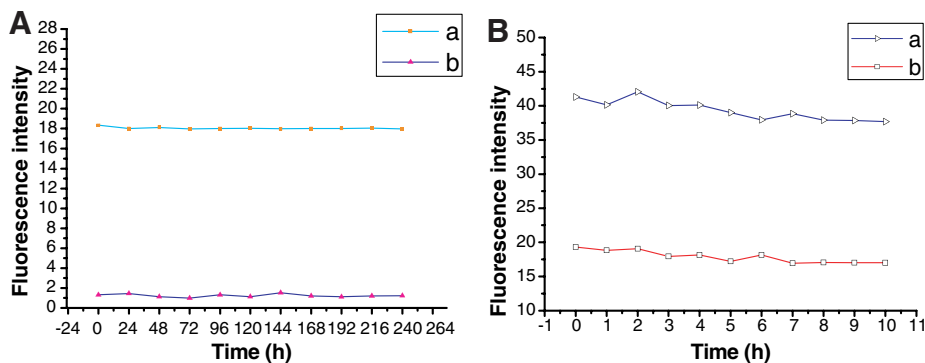 A
28
26
24
22
20
18
16
14
12
10
8
6
4
2
0
Fluorescence intensity
-24 0 24 48 72 96 120 144 168 192 216 240 264
Time (h)
a
b
B
50
45
40
35
30
25
20
15
Fluorescence intensity
-1 0 1 2 3 4 5 6 7 8 9 10 11
Time (h)
a
b